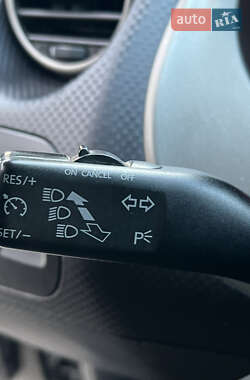 AUTO
RIA
ON CANCEL OFF
RES/+
SET/-
P